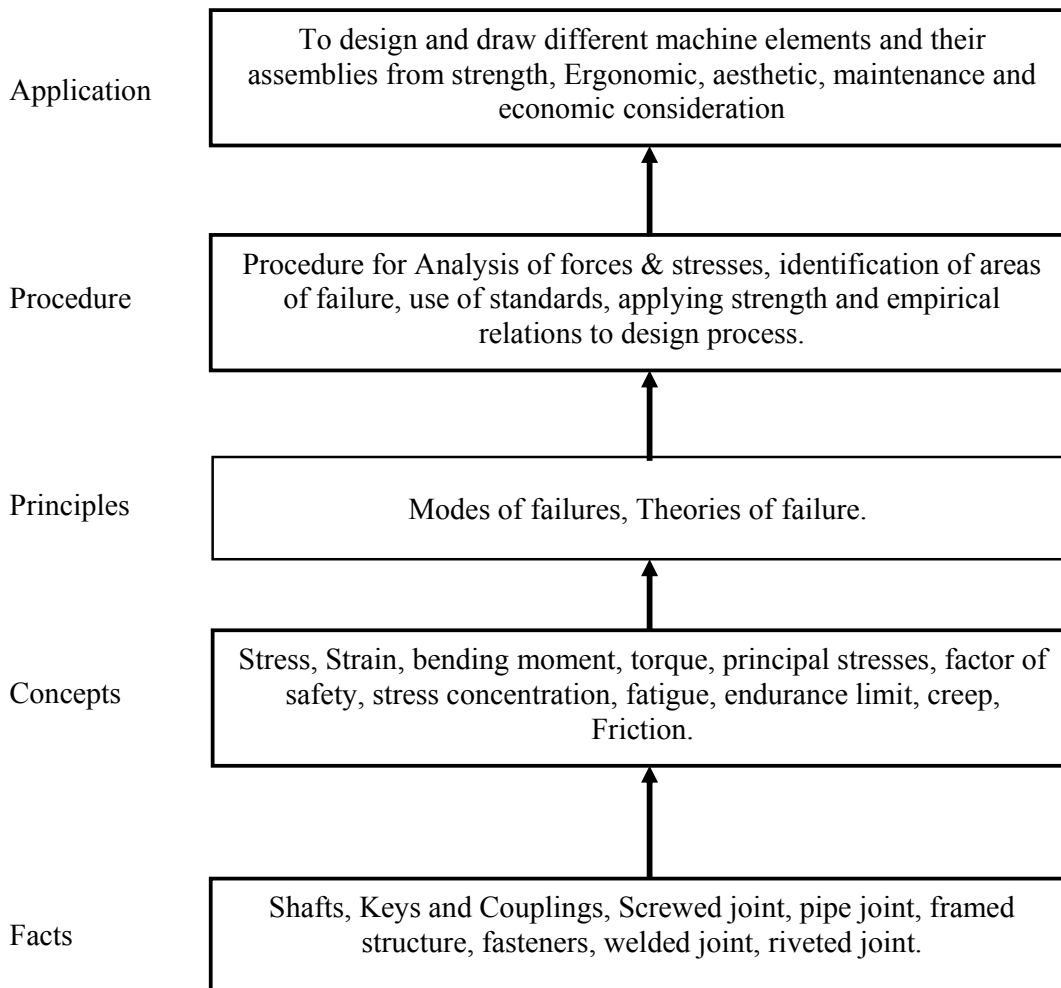 To design and draw different machine elements and their
Application
assemblies from strength, Ergonomic, aesthetic, maintenance and
economic consideration
Procedure for Analysis of forces & stresses, identification of areas
Procedure
of failure, use of standards, applying strength and empirical
relations to design process.
Principles
Modes of failures, Theories of failure.
Stress, Strain, bending moment, torque, principal stresses, factor of
Concepts
safety, stress concentration, fatigue, endurance limit, creep,
Friction.
Shafts, Keys and Couplings, Screwed joint, pipe joint, framed
Facts
structure, fasteners, welded joint, riveted joint.